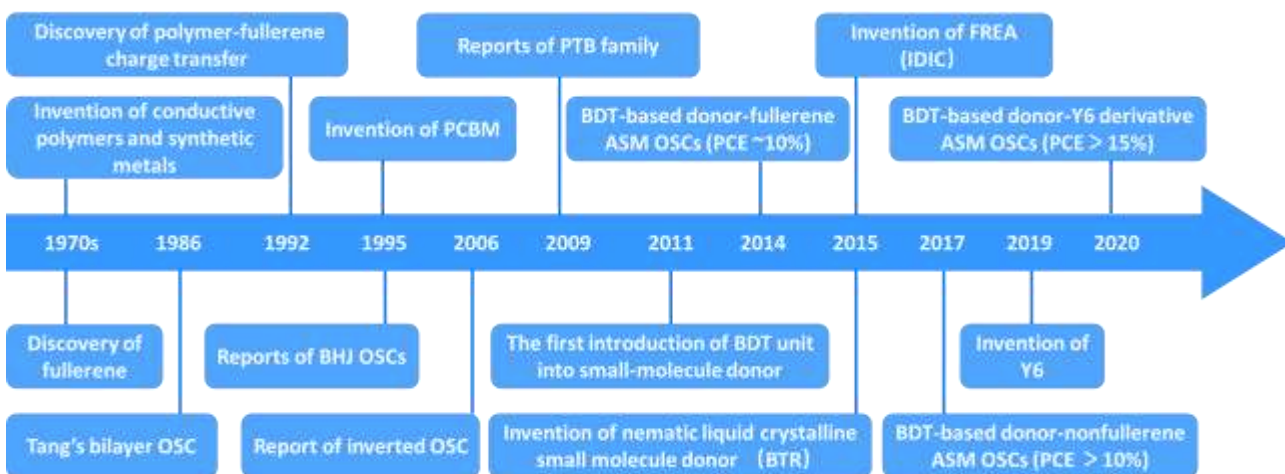 Discovery of polymer-fullerene
charge transfer
Reports of PTB family
Invention of FREA
(IDIC)
Invention of conductive
polymers and synthetic
metals
Invention of PCBM
BDT-based donor-fullerene
ASM OSCs (PCE ~10%)
BDT-based donor-Y6 derivative
ASM OSCs (PCE > 15%)
1970s 1986 1992 1995 2006 2009 2011 2014 2015 2017 2019 2020
Discovery of
fullerene
Reports of BHJ OSCs
The first introduction of BDT unit
into small-molecule donor
Invention of
Y6
Tang's bilayer OSC
Report of inverted OSC
Invention of nematic liquid crystalline
small molecule donor (BTR)
BDT-based donor-nonfullerene
ASM OSCs (PCE > 10%)